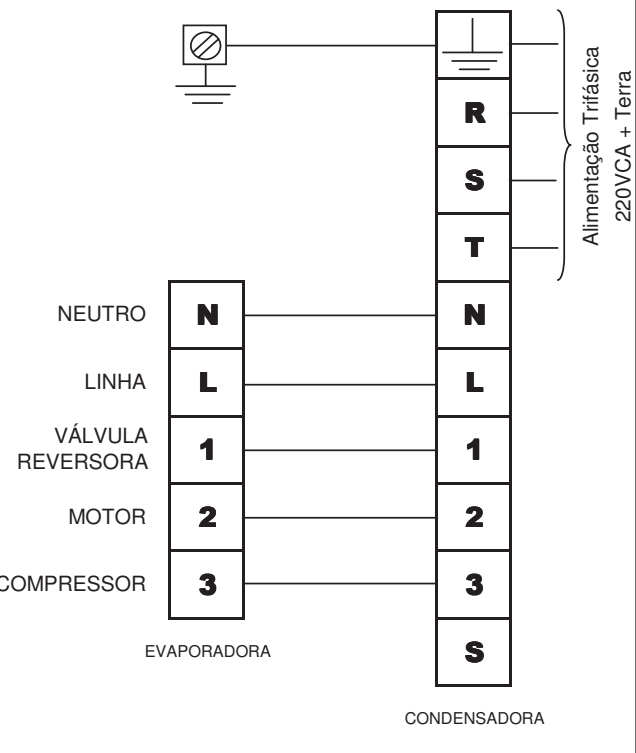 R
S
T
Alimentação Trifásica
220VCA + Terra
NEUTRO N N
LINHA L L
VÁLVULA
REVERSORA 1 1
MOTOR 2 2
COMPRESSOR 3 3
S
EVAPORADORA
CONDENSADORA